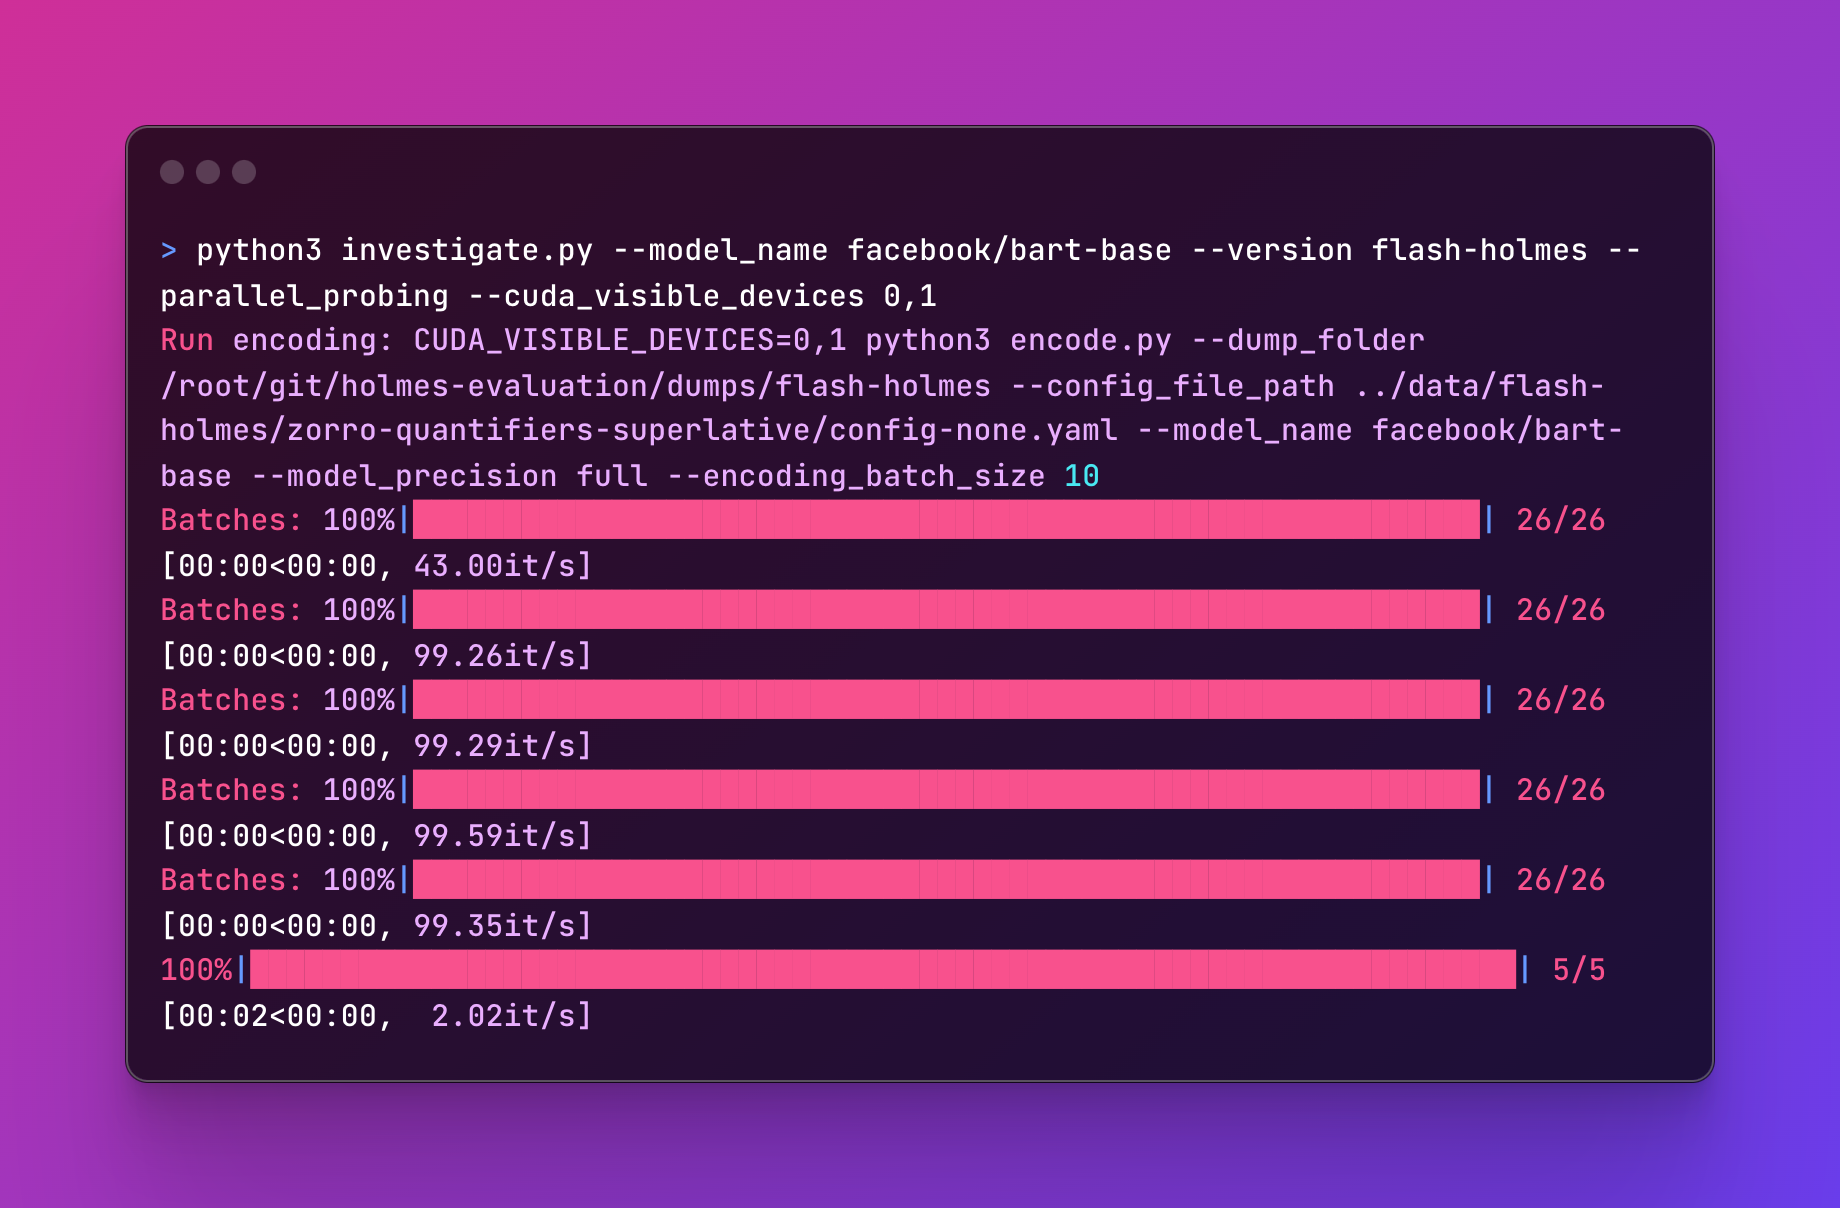 > python3 investigate.py --model_name facebook/bart-base --version flash-holmes --
parallel_probing --cuda_visible_devices 0,1
Run encoding: CUDA_VISIBLE_DEVICES=0,1 python3 encode.py --dump_folder
/root/git/holmes-evaluation/dumps/flash-holmes --config_file_path ../data/flash-
holmes/zorro-quantifiers-superlative/config-none.yaml --model_name facebook/bart-
base --model_precision full --encoding_batch_size 10
Batches: 100%| | 26/26
[00:00<00:00, 43.00it/s]
Batches: 100%| | 26/26
[00:00<00:00, 99.26it/s]
Batches: 100%| | 26/26
[00:00<00:00, 99.29it/s]
Batches: 100%| | 26/26
[00:00<00:00, 99.59it/s]
Batches: 100%| | 26/26
[00:00<00:00, 99.35it/s]
100%| | 5/5
[00:02<00:00,  2.02it/s]